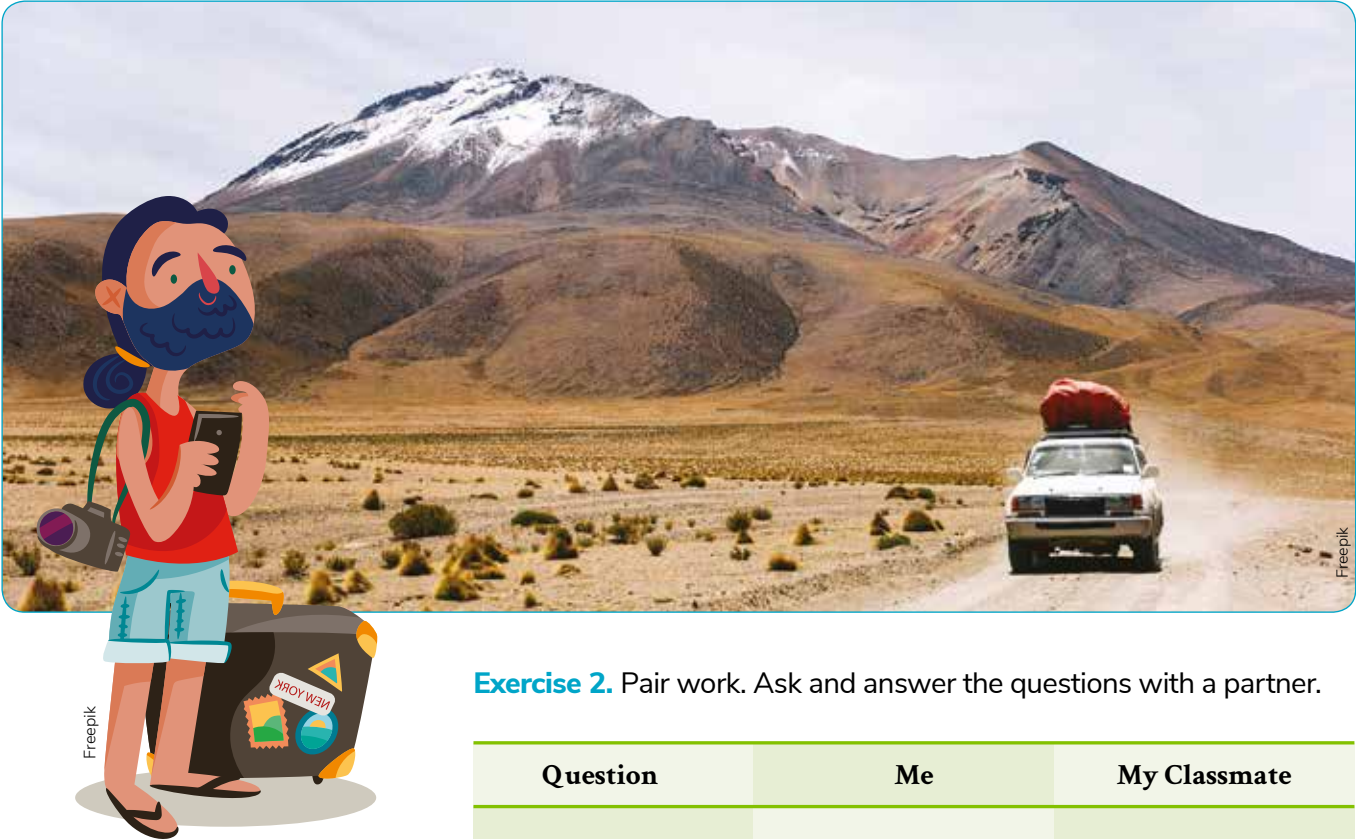 Freepik
NEW YORK
Freepik
Exercise 2. Pair work. Ask and answer the questions with a partner.
Question Me My Classmate